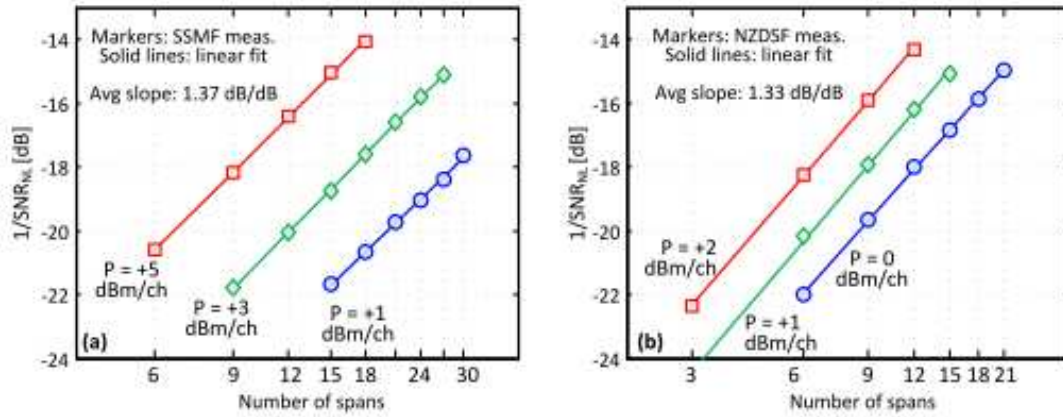 -14
-16
-18
-20
-22
-24
1/SNRNL [dB]
Markers: SSMF meas.
Solid lines: linear fit
Avg slope: 1.37 dB/dB
P = +5
dBm/ch
P = +3
dBm/ch
P = +1
dBm/ch
(a)
6 9 12 15 18 24 30
Number of spans
-14
-16
-18
-20
-22
-24
1/SNRNL [dB]
Markers: NZDSF meas.
Solid lines: linear fit
Avg slope: 1.33 dB/dB
P = +2
dBm/ch
P = 0
dBm/ch
P = +1
dBm/ch
(b)
3 6 9 12 15 18 21
Number of spans